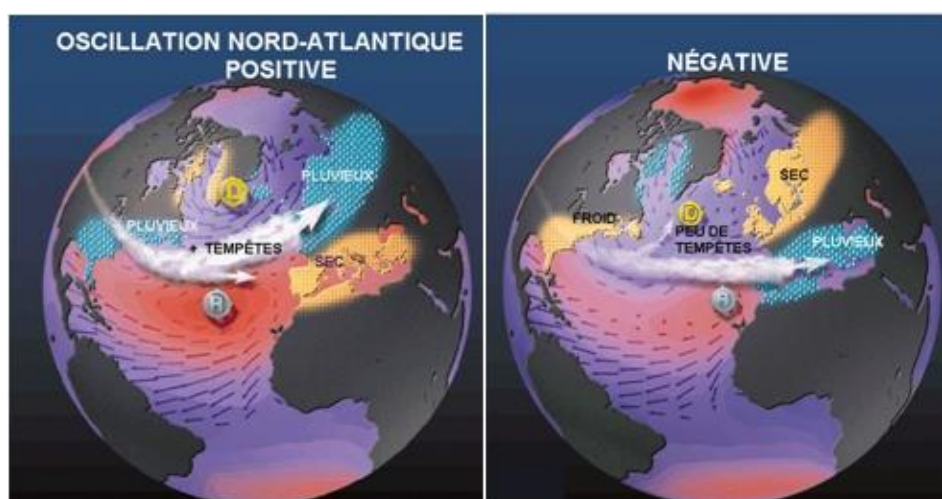 OSCILLATION NORD-ATLANTIQUE
POSITIVE
PLUVIEUX
PLUVIEUX
L
+ TEMPÊTES
SEC
H
NÉGATIVE
SEC
FROID
D
PEU DE
TEMPÊTES
PLUVIEUX
H